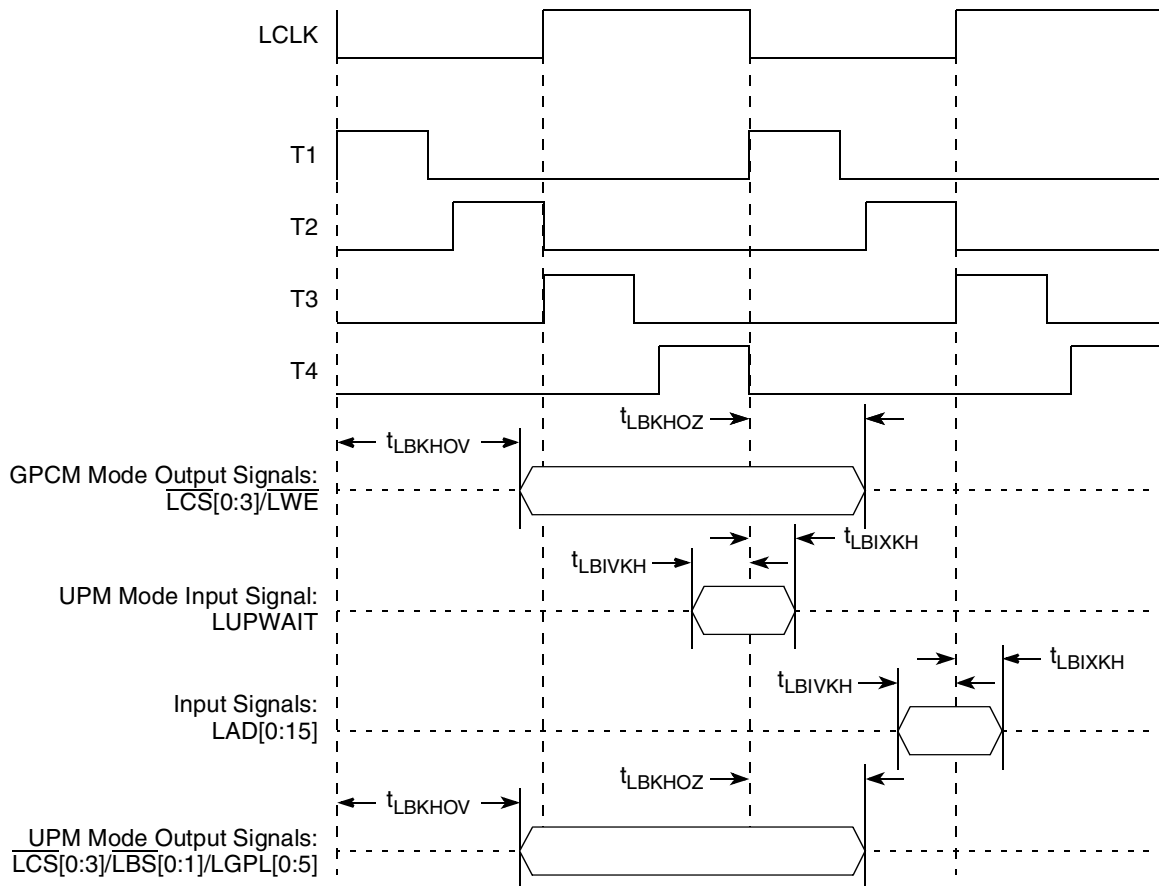 LCLK
T1
T2
T3
T4
tLBKHOZ
tLBKHOV
GPCM Mode Output Signals:
LCS[0:3]/LWE
tLBIXKH
tLBIVKH
UPM Mode Input Signal:
LUPWAIT
tLBIXKH
tLBIVKH
Input Signals:
LAD[0:15]
tLBKHOZ
tLBKHOV
UPM Mode Output Signals:
LCS[0:3]/LBS[0:1]/LGPL[0:5]